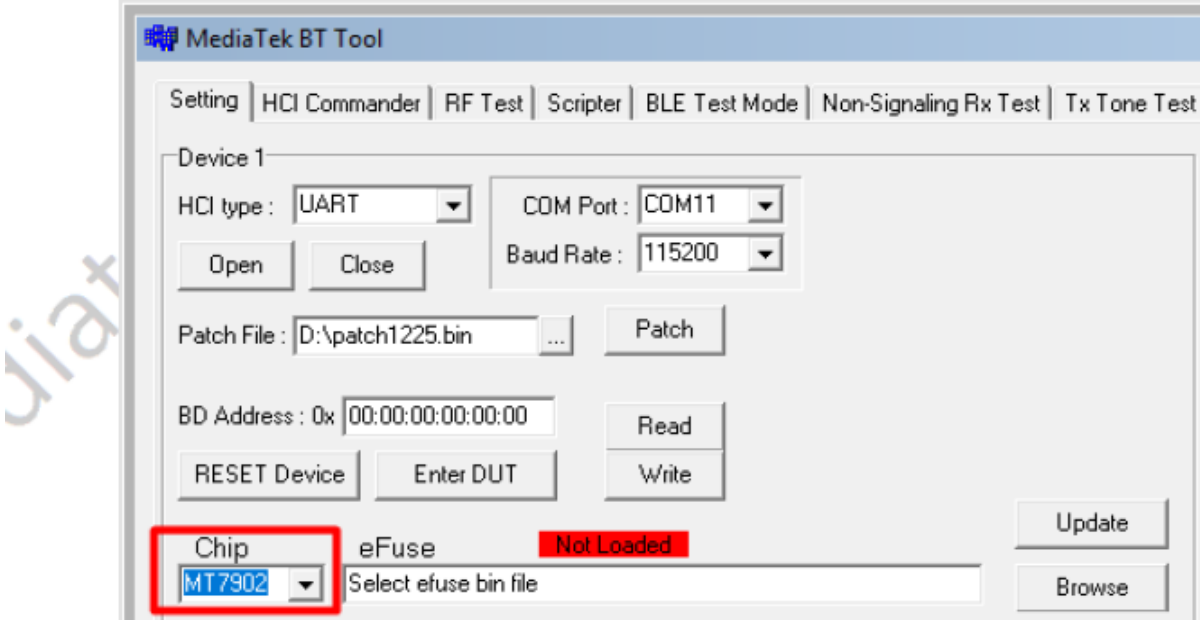 MediaTek BT Tool
Setting HCI Commander RF Test Scripter BLE Test Mode Non-Signaling Rx Test Tx Tone Test
Device 1
HCI type : UART COM Port : COM11
Open Close Baud Rate : 115200
Patch File : D:\patch1225.bin ... Patch
BD Address : 0x 00:00:00:00:00:00 Read
RESET Device Enter DUT Write
Chip eFuse Not Loaded Update
MT7902 Select efuse bin file Browse